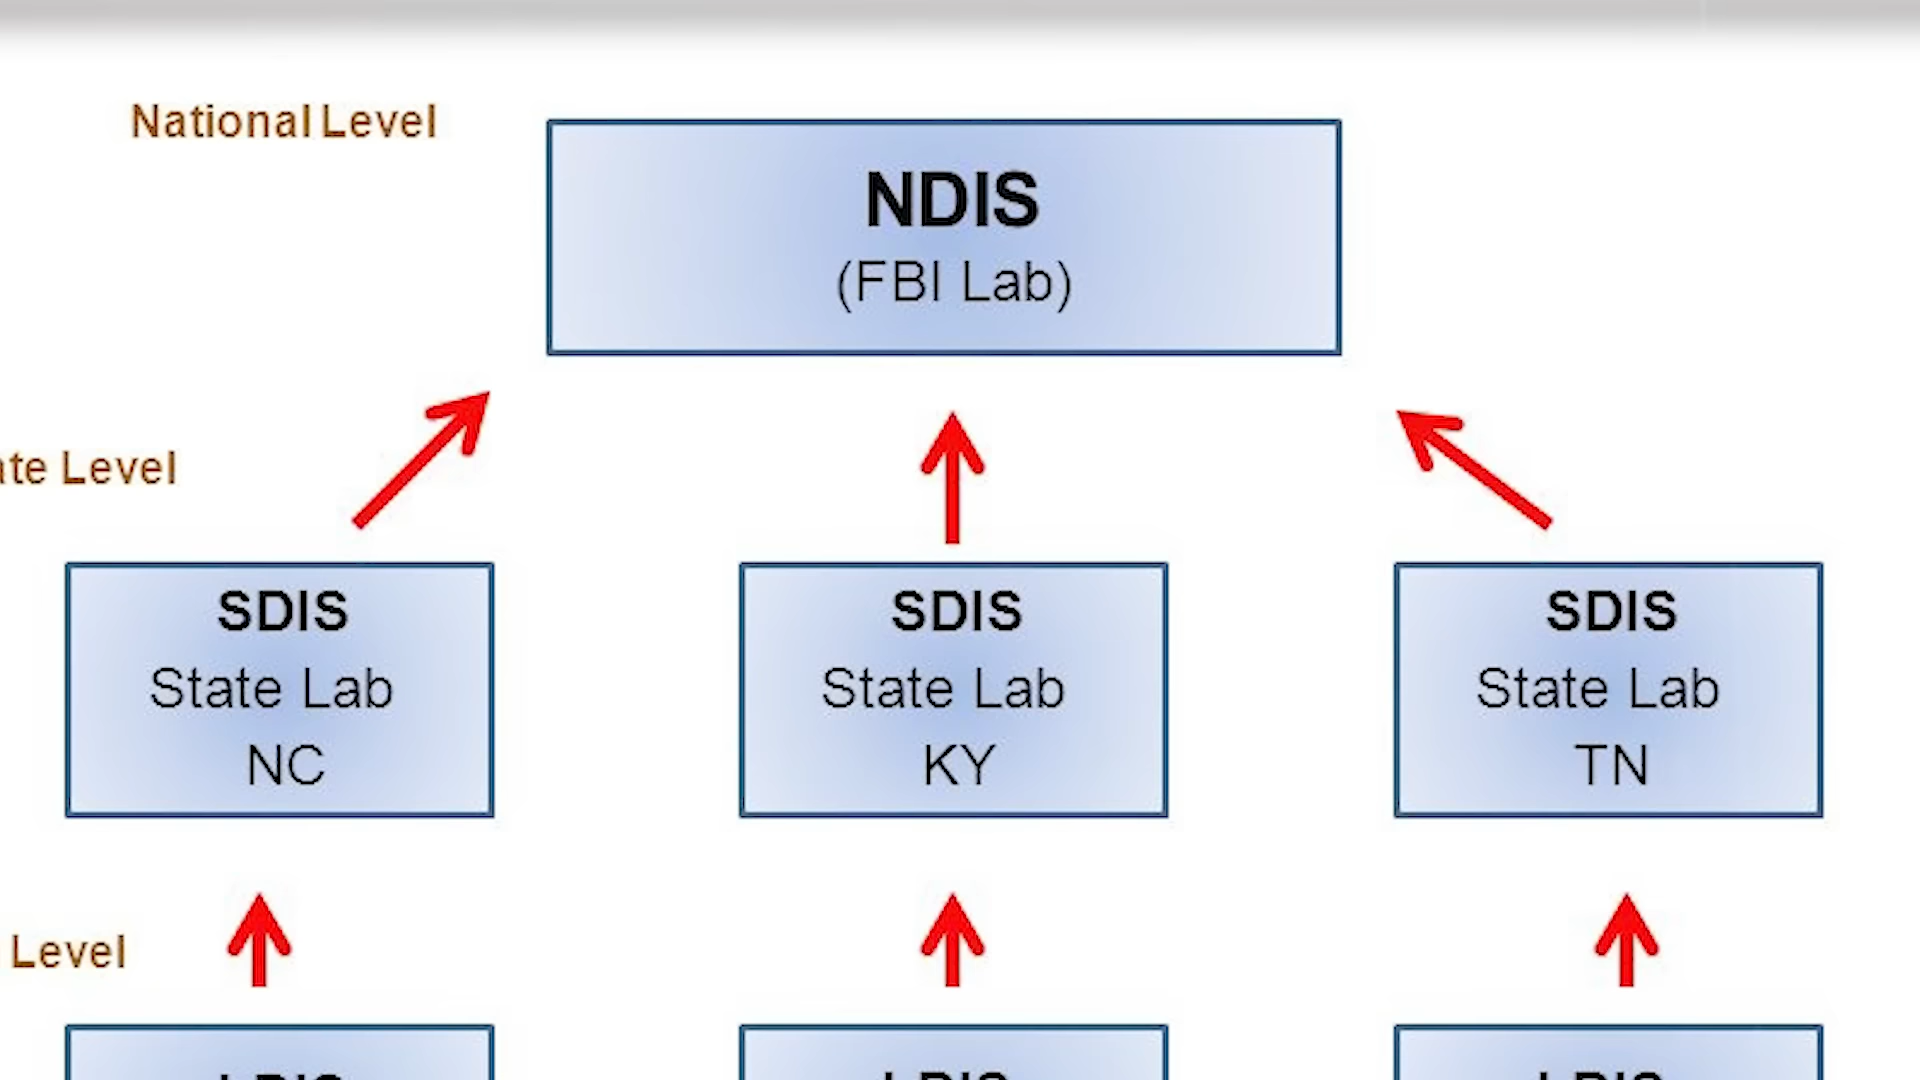 National Level
NDIS
(FBI Lab)
Level
SDIS
State Lab
NC
SDIS
State Lab
KY
SDIS
State Lab
TN
Level